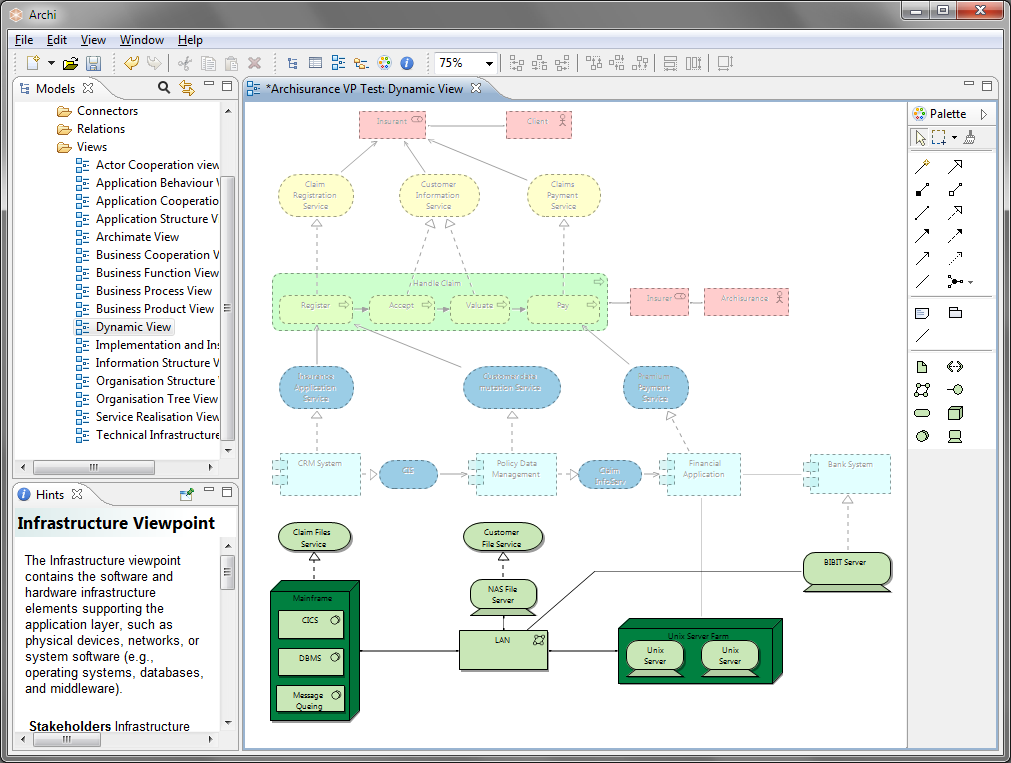 Archi
File Edit View Window Help
75%
Models
Connectors
Relations
Views
Actor Cooperation view
Application Behaviour V
Application Cooperatio
Application Structure V
Archimate View
Business Cooperation V
Business Function View
Business Process View
Business Product View
Dynamic View
Implementation and Ins
Information Structure V
Organisation Structure
Organisation Tree View
Service Realisation View
Technical Infrastructure
Hints
Infrastructure Viewpoint
The Infrastructure viewpoint
contains the software and
hardware infrastructure
elements supporting the
application layer, such as
physical devices, networks, or
system software (e.g.,
operating systems, databases,
and middleware).
Stakeholders Infrastructure
*Archisurance VP Test: Dynamic View
Insurant
Client
Claim
Registration
Service
Customer
Information
Service
Claims
Payment
Service
Handle Claim
Register
Accept
Valuate
Pay
Insurer
Archisurance
Insurance
Application
Service
Customer data
mutation Service
Premium
Payment
Service
CRM System
CIS
Policy Data
Management
Claim
InfoServ
Financial
Application
Bank System
Claim Files
Service
Customer
File Service
BIBIT Server
Mainframe
CICS
DBMS
Message
Queing
NAS File
Server
LAN
Unix Server Farm
Unix
Server
Unix
Server
Palette